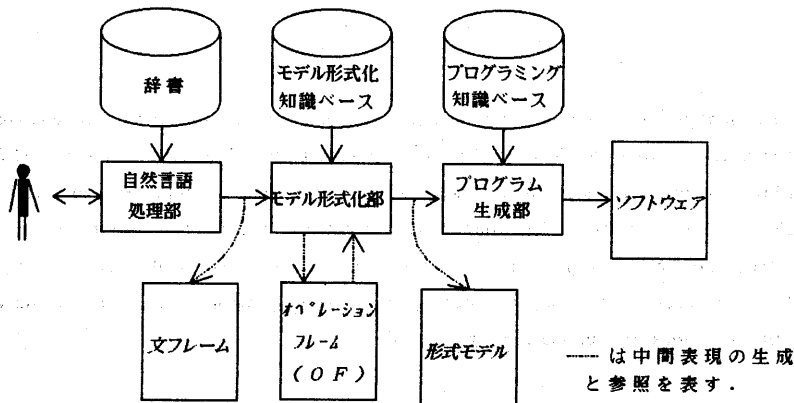 辞書
モデル形式化
知識ベース
プログラミング
知識ベース
自然言語
処理部
モデル形式化部
プログラム
生成部
ソフトウェア
文フレーム
オペレーション
フレーム
(OF)
形式モデル
┈┈ は中間表現の生成
と参照を表す.